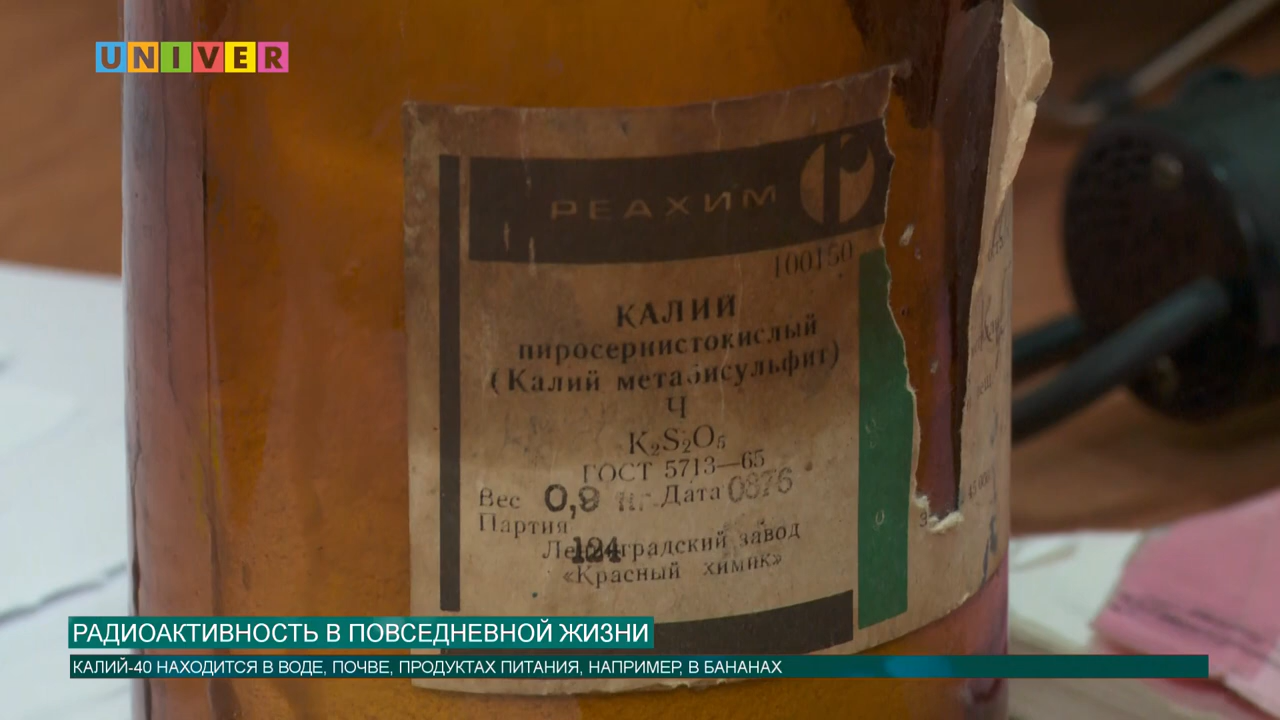 UNIVER
РЕАХИМ
100150
КАЛИЙ
пиросернистокислый
(Калий метабисульфит)
Ч
K₂S₂O₅
ГОСТ 5713—65
Вес 0,9 кг. Дата 0876
Партия 124
Ленинградский завод
«Красный химик»
РАДИОАКТИВНОСТЬ В ПОВСЕДНЕВНОЙ ЖИЗНИ
КАЛИЙ-40 НАХОДИТСЯ В ВОДЕ, ПОЧВЕ, ПРОДУКТАХ ПИТАНИЯ, НАПРИМЕР, В БАНАНАХ